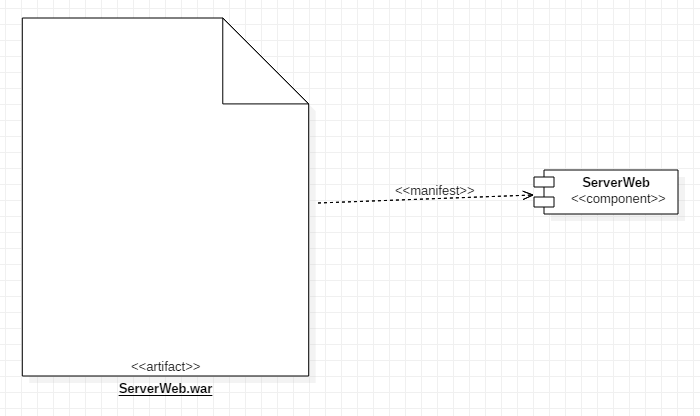 <<manifest>>
ServerWeb
<<component>>
<<artifact>>
ServerWeb.war